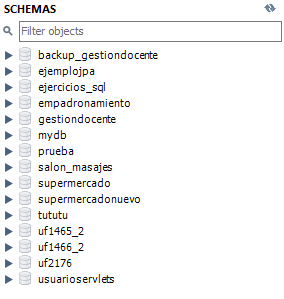 SCHEMAS
Filter objects
backup_gestiondocente
ejemplojpa
ejercicios_sql
empadronamiento
gestiondocente
mydb
prueba
salon_masajes
supermercado
supermercadonuevo
tututu
uf1465_2
uf1466_2
uf2176
usuarioservlets